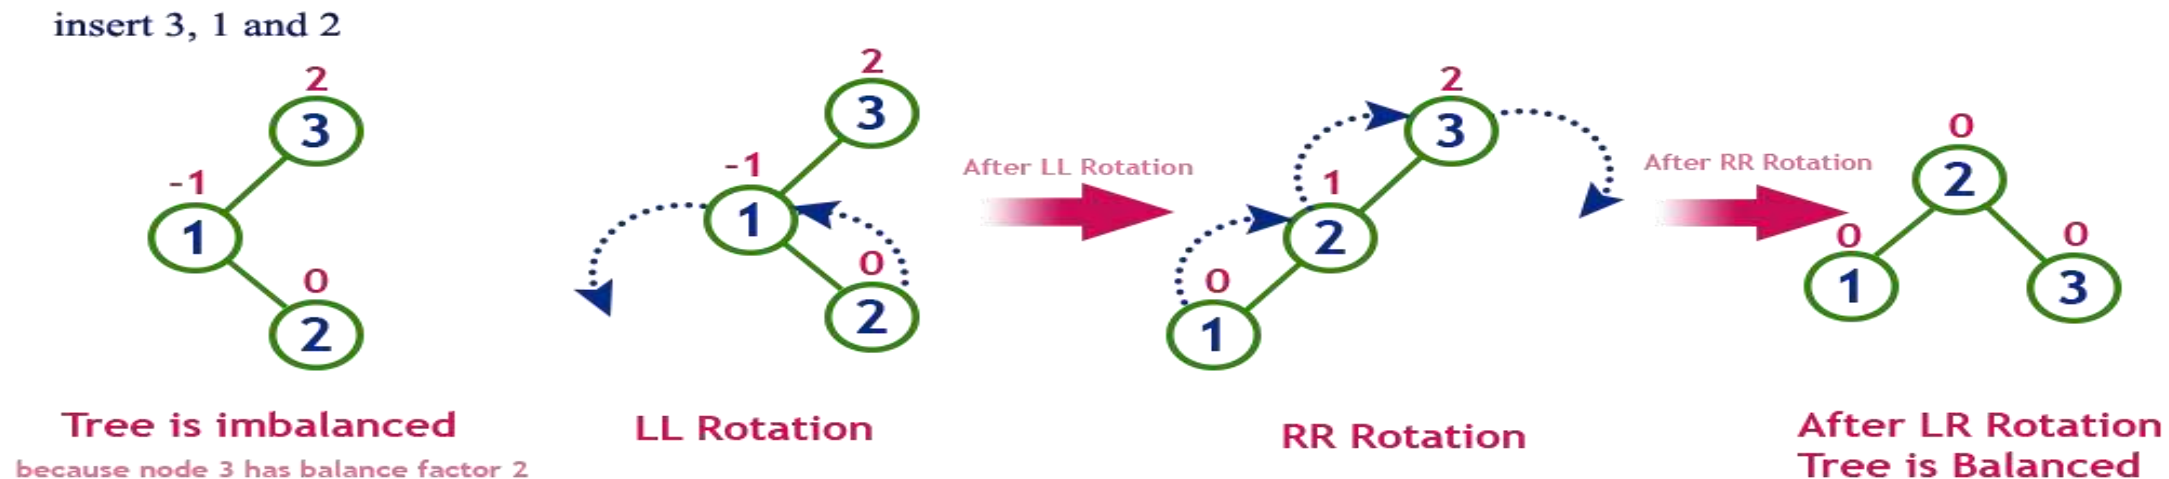 insert 3, 1 and 2
2
3
-1
1
0
2
Tree is imbalanced
because node 3 has balance factor 2
2
3
-1
1
0
2
LL Rotation
After LL Rotation
2
3
1
2
0
1
RR Rotation
After RR Rotation
0
2
0
1
0
3
After LR Rotation
Tree is Balanced